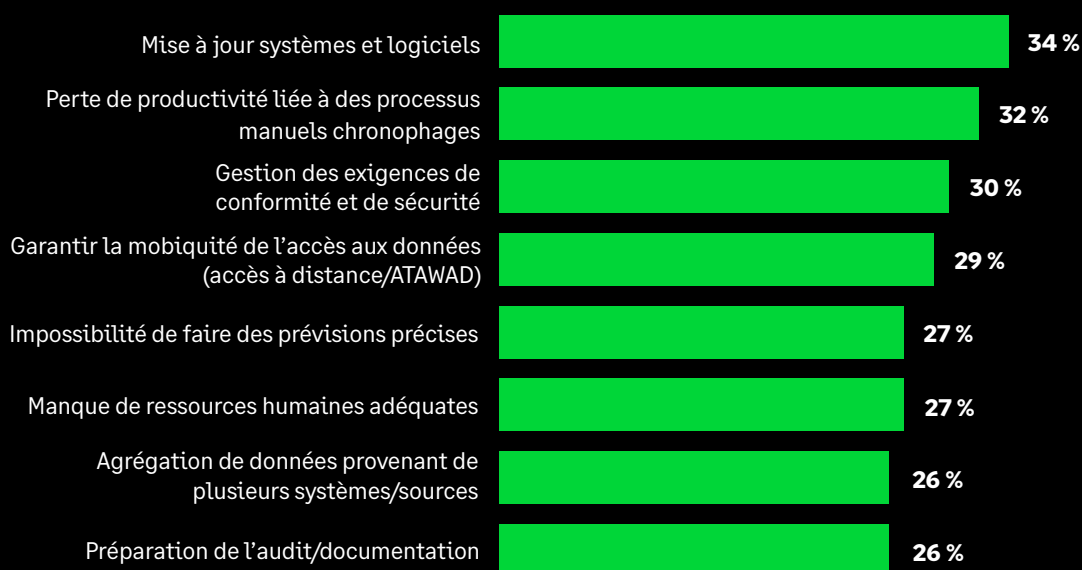 Mise à jour systèmes et logiciels
34 %
Perte de productivité liée à des processus
manuels chronophages
32 %
Gestion des exigences de
conformité et de sécurité
30 %
Garantir la mobiquité de l’accès aux données
(accès à distance/ATAWAD)
29 %
Impossibilité de faire des prévisions précises
27 %
Manque de ressources humaines adéquates
27 %
Agrégation de données provenant de
plusieurs systèmes/sources
26 %
Préparation de l’audit/documentation
26 %